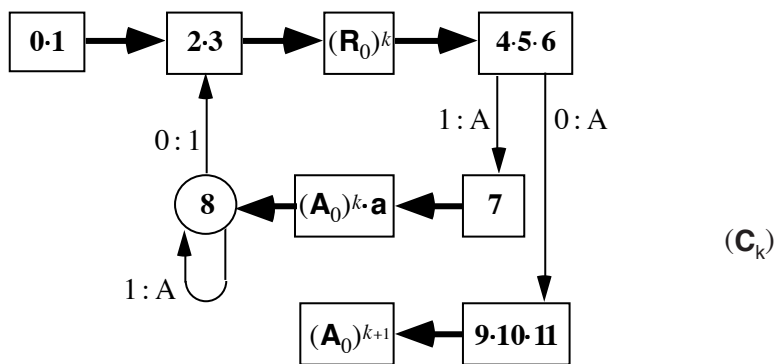 0·1 2·3 (R₀)ᵏ 4·5·6
0 : 1 1 : A 0 : A
8 (A₀)ᵏ·a 7
(Cₖ)
1 : A
(A₀)ᵏ⁺¹ 9·10·11